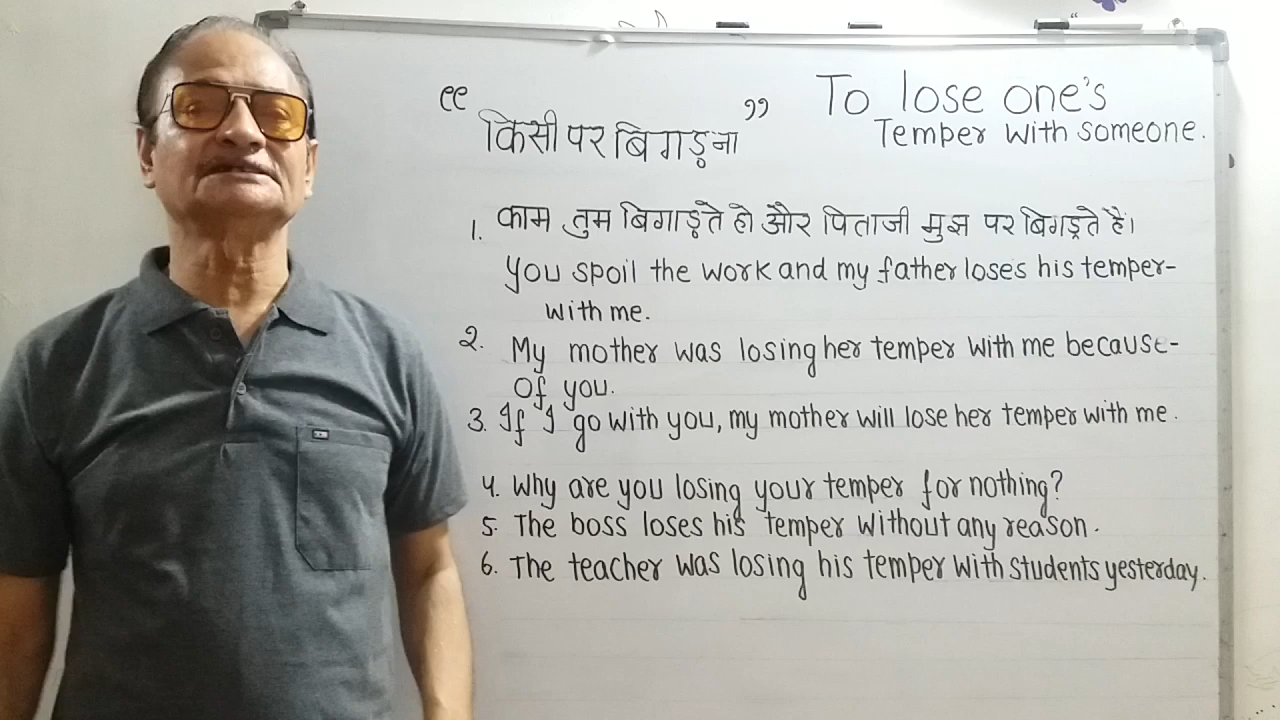 “ किसी पर बिगड़ना ”
To lose one's
Temper with someone.
1. काम तुम बिगाड़ते हो और पिताजी मुझ पर बिगड़ते है।
You spoil the work and my father loses his temper-
with me.
2. My mother was losing her temper with me because-
of you.
3. If I go with you, my mother will lose her temper with me.
4. Why are you losing your temper for nothing?
5. The boss loses his temper without any reason.
6. The teacher was losing his temper with students yesterday.